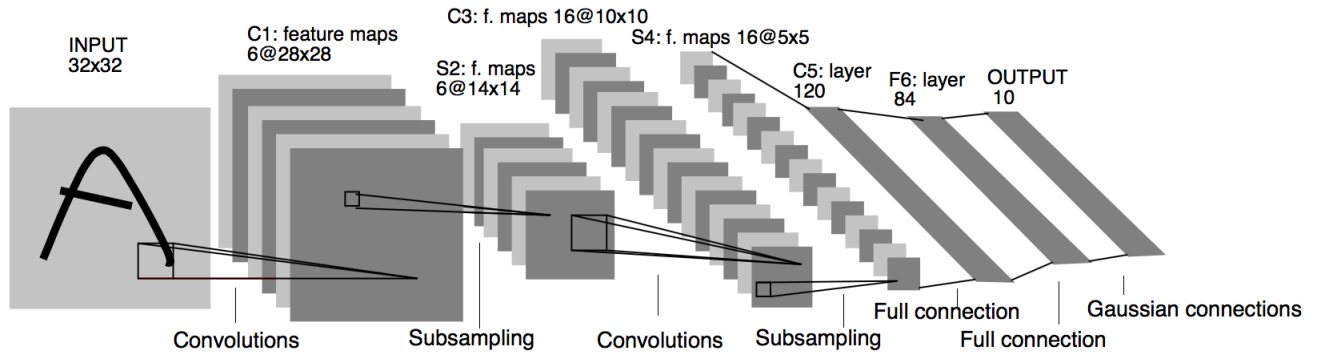 INPUT
32x32
C1: feature maps
6@28x28
S2: f. maps
6@14x14
C3: f. maps 16@10x10
S4: f. maps 16@5x5
C5: layer
120
F6: layer
84
OUTPUT
10
Convolutions
Subsampling
Convolutions
Subsampling
Full connection
Full connection
Gaussian connections